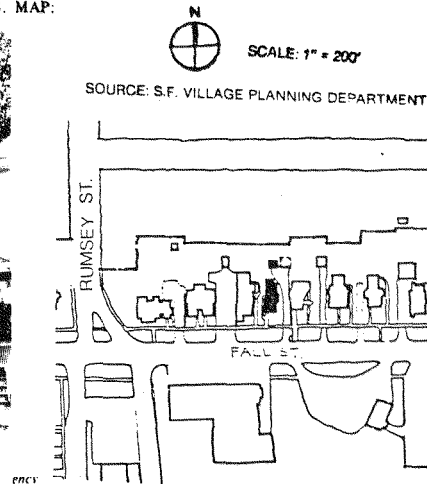 MAP:
N
SCALE: 1" = 200'
SOURCE: S.F. VILLAGE PLANNING DEPARTMENT
RUMSEY ST.
FALL ST.
ency